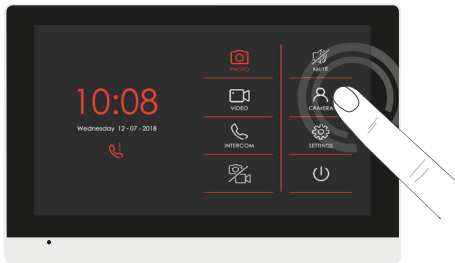 10:08
Wednesday 12 - 07 - 2018
PHOTO
MUTE
VIDEO
CAMERA
INTERCOM
SETTINGS